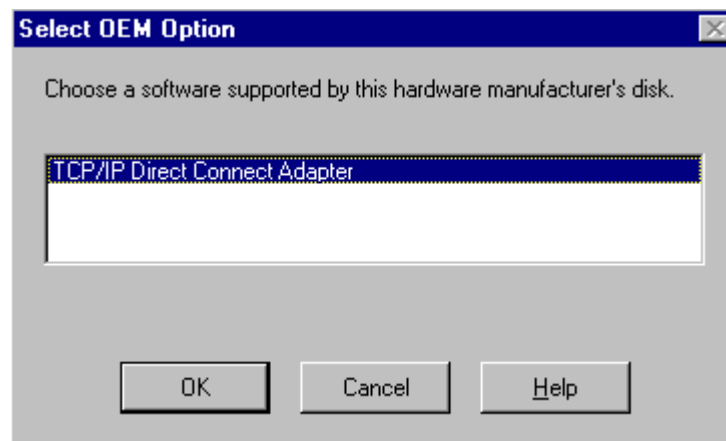 Select OEM Option
Choose a software supported by this hardware manufacturer's disk.
TCP/IP Direct Connect Adapter
OK Cancel Help